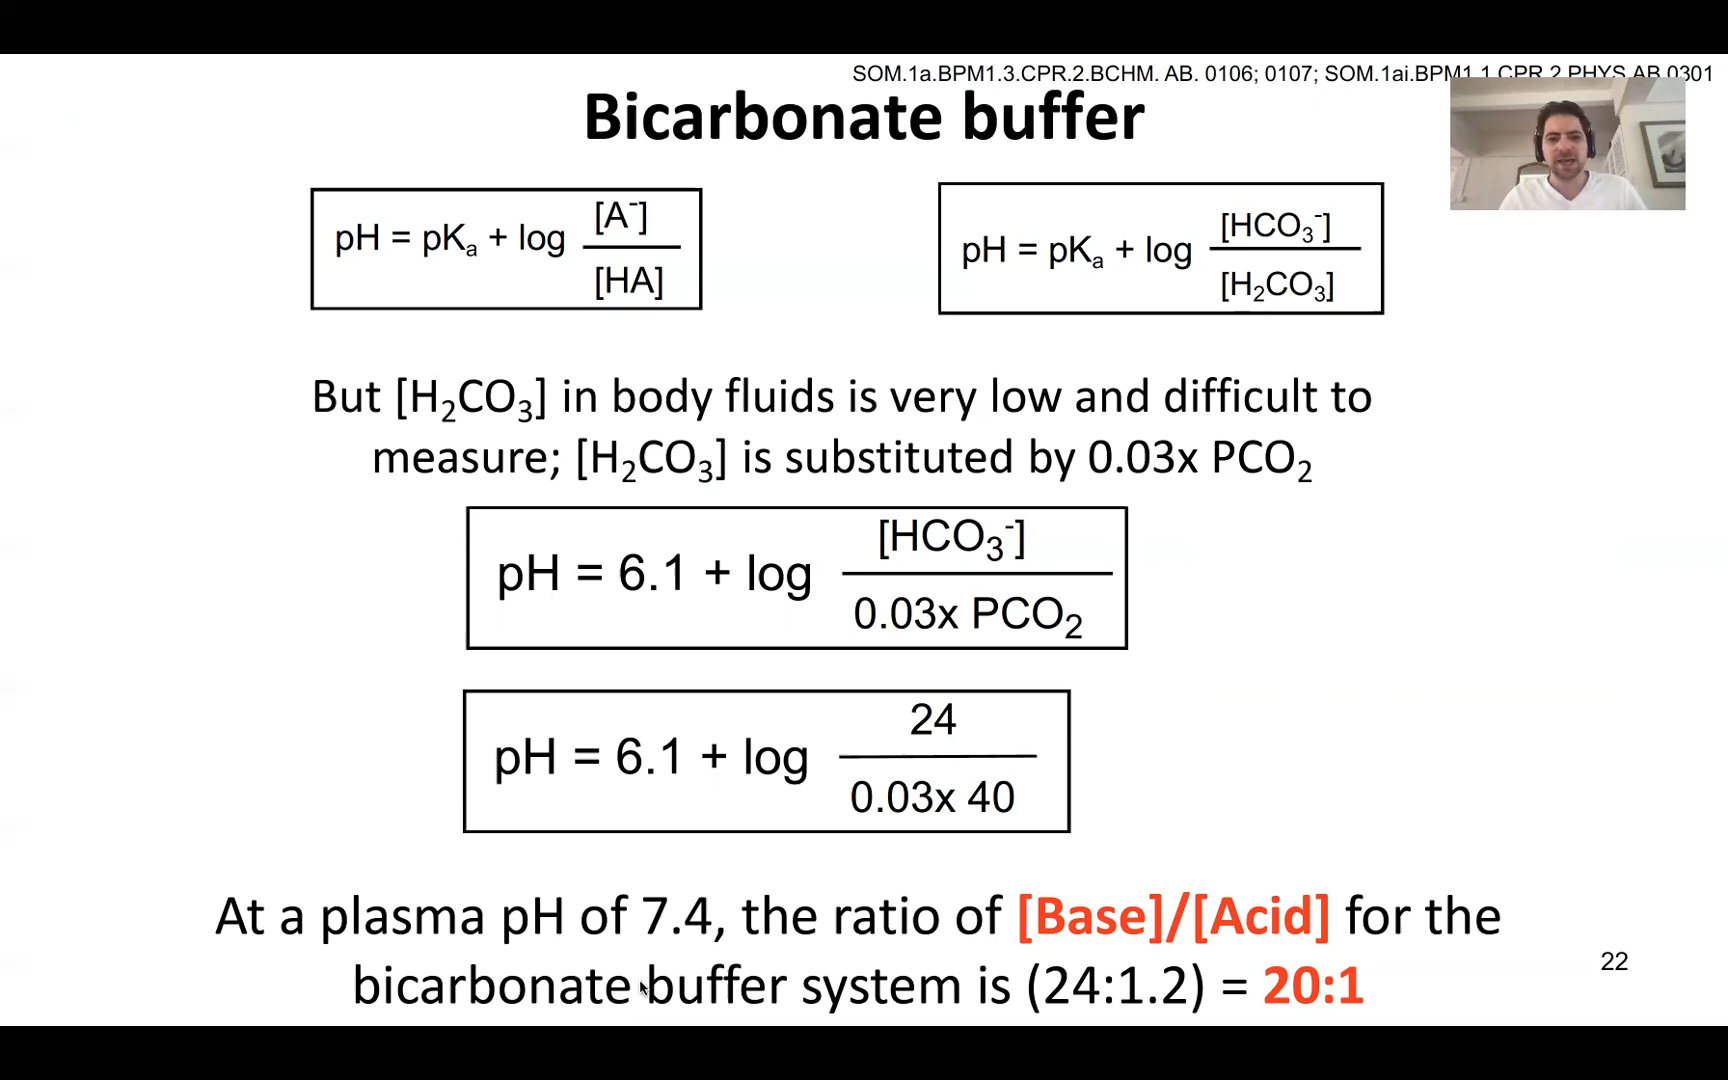 SOM.1a.BPM1.3.CPR.2.BCHM. AB. 0106; 0107; SOM.1ai.BPM1.1.CPR.2.PHYS.AB.0301
Bicarbonate buffer
pH = pKₐ + log [A⁻] / [HA]
pH = pKₐ + log [HCO₃⁻] / [H₂CO₃]
But [H₂CO₃] in body fluids is very low and difficult to
measure; [H₂CO₃] is substituted by 0.03x PCO₂
pH = 6.1 + log [HCO₃⁻] / 0.03x PCO₂
pH = 6.1 + log 24 / 0.03x 40
At a plasma pH of 7.4, the ratio of [Base]/[Acid] for the
bicarbonate buffer system is (24:1.2) = 20:1
22